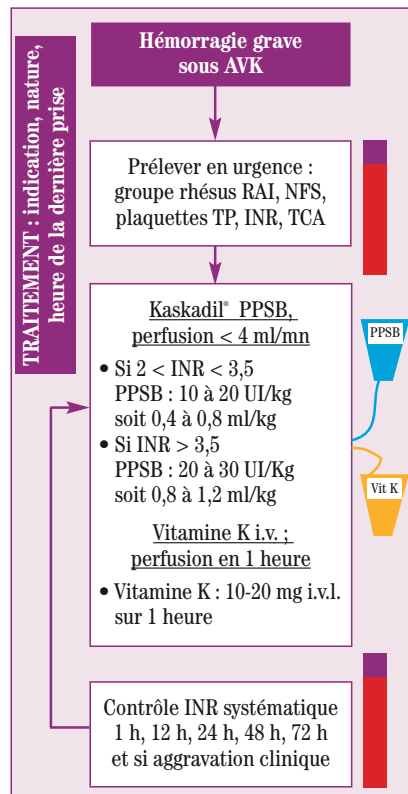 TRAITEMENT : indication, nature,
heure de la dernière prise
Hémorragie grave
sous AVK
Prélever en urgence :
groupe rhésus RAI, NFS,
plaquettes TP, INR, TCA
Kaskadil® PPSB,
perfusion < 4 ml/mn
• Si 2 < INR < 3,5
PPSB : 10 à 20 UI/kg
soit 0,4 à 0,8 ml/kg
• Si INR > 3,5
PPSB : 20 à 30 UI/Kg
soit 0,8 à 1,2 ml/kg
Vitamine K i.v. ;
perfusion en 1 heure
• Vitamine K : 10-20 mg i.v.l.
sur 1 heure
PPSB
Vit K
Contrôle INR systématique
1 h, 12 h, 24 h, 48 h, 72 h
et si aggravation clinique